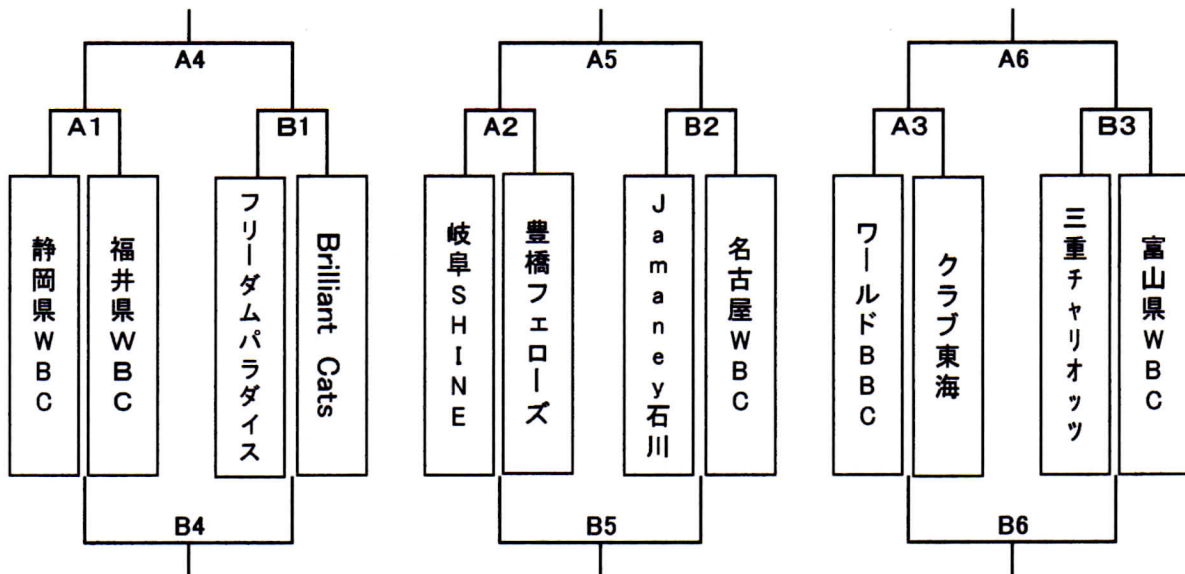 A4
A5
A6
A1
B1
A2
B2
A3
B3
静岡県WBC
福井県WBC
フリーダムパラダイス
Brilliant Cats
岐阜SHINE
豊橋フェローズ
Jamaney石川
名古屋WBC
ワールドBBC
クラブ東海
三重チャリオッツ
富山県WBC
B4
B5
B6